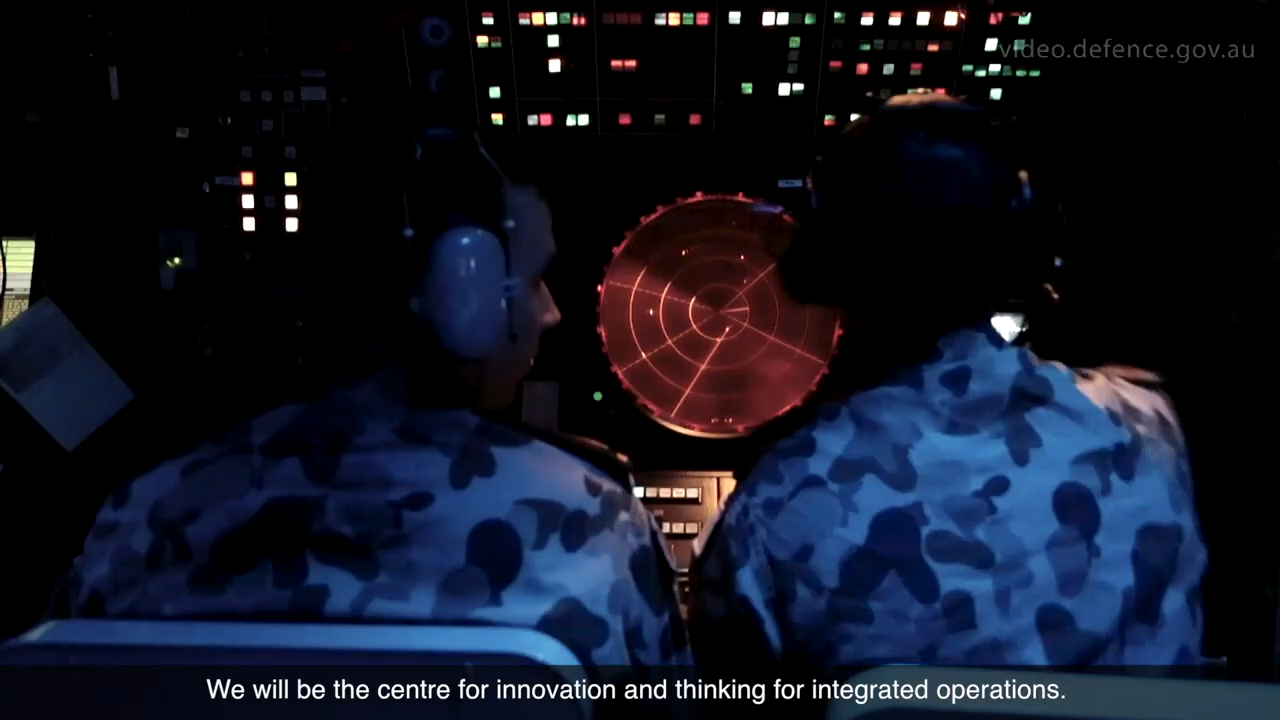 video.defence.gov.au
We will be the centre for innovation and thinking for integrated operations.